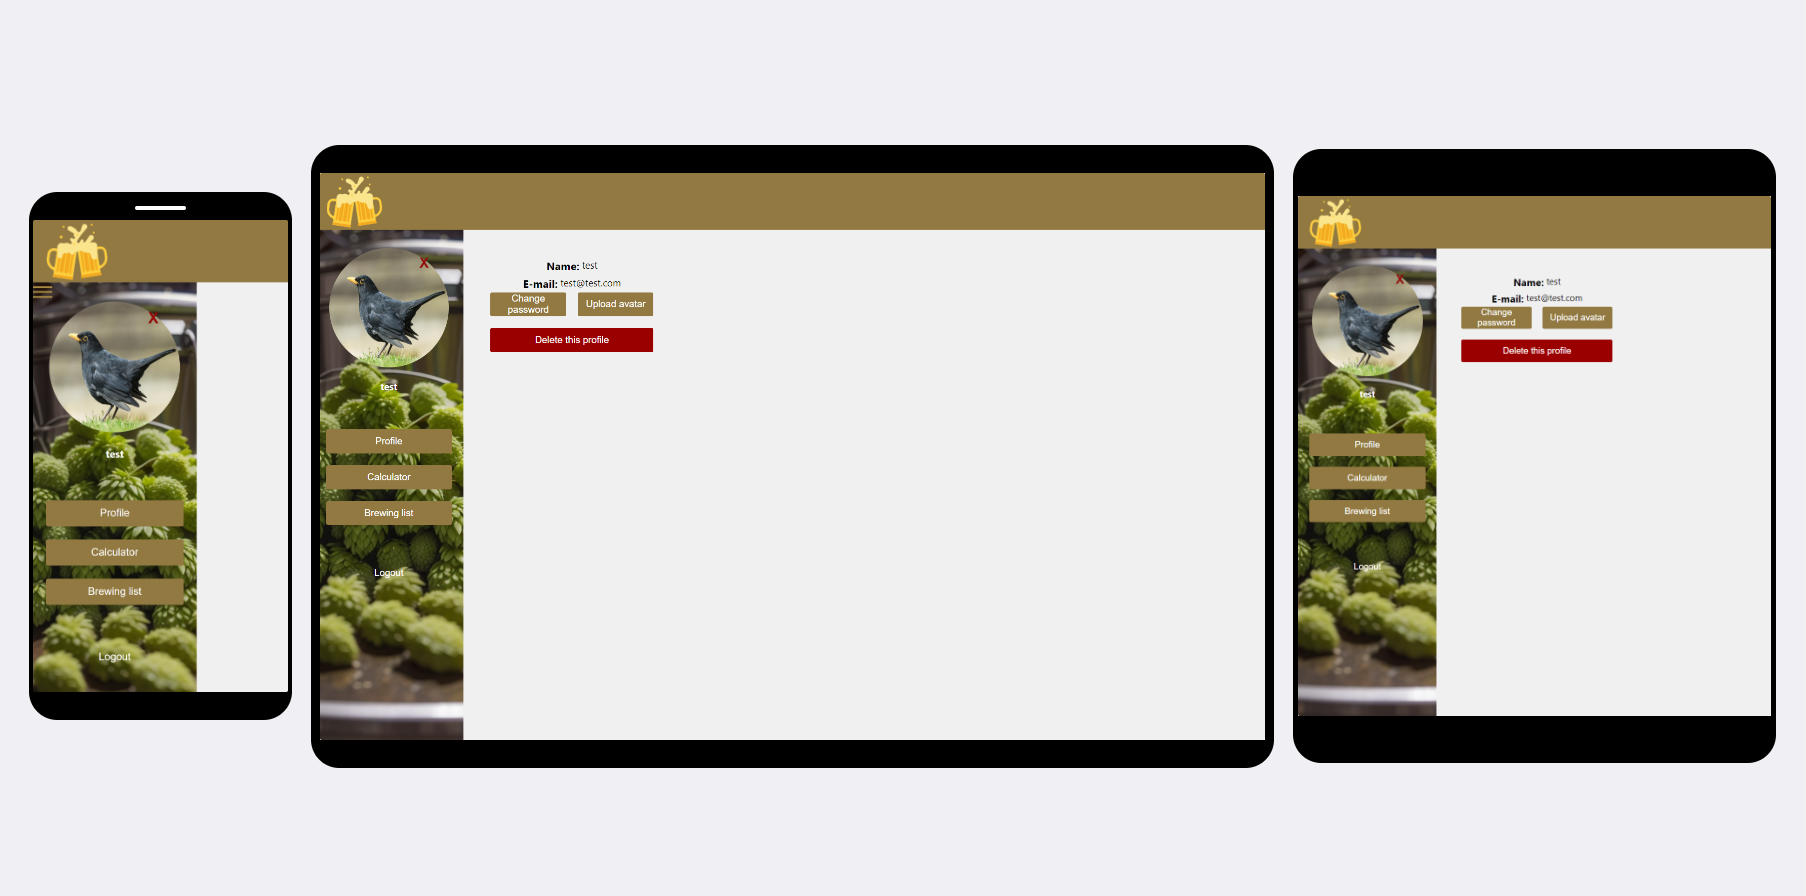 X
test
Profile
Calculator
Brewing list
Logout
X
test
Profile
Calculator
Brewing list
Logout
Name: test
E-mail: test@test.com
Change
password
Upload avatar
Delete this profile
X
test
Profile
Calculator
Brewing list
Logout
Name: test
E-mail: test@test.com
Change
password
Upload avatar
Delete this profile